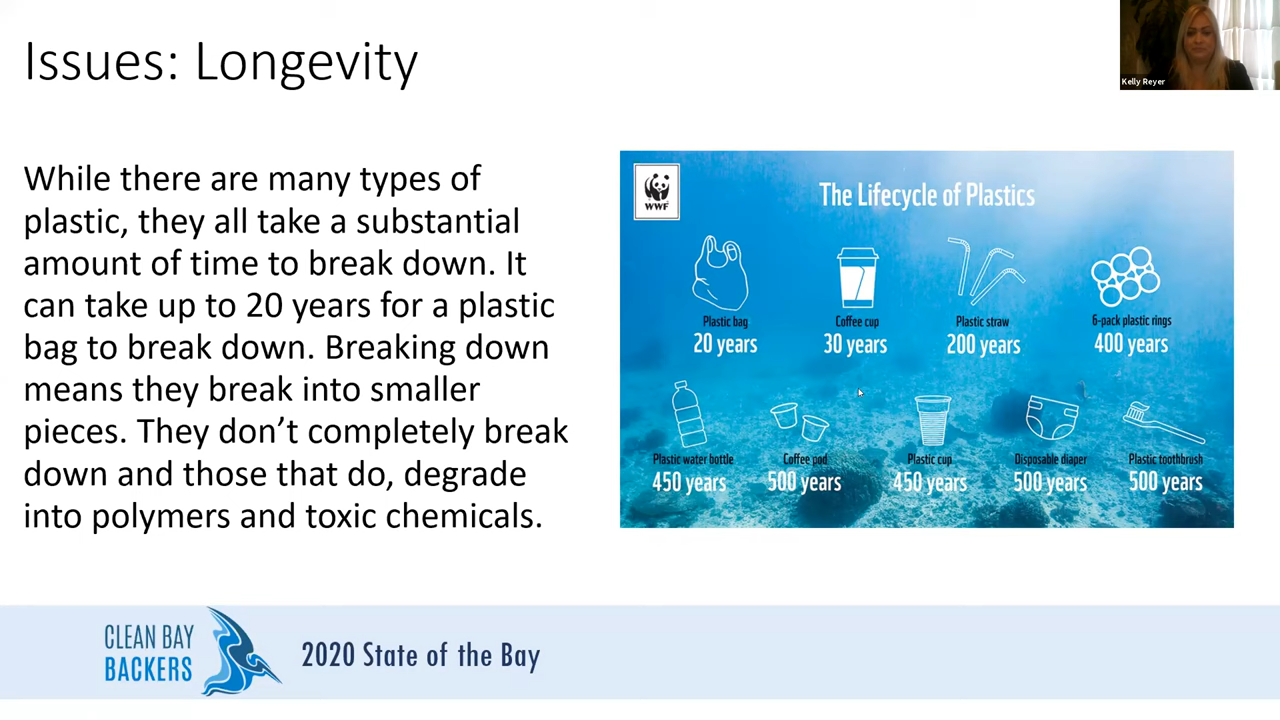 Issues: Longevity
Kelly Reyer
While there are many types of
plastic, they all take a substantial
amount of time to break down. It
can take up to 20 years for a plastic
bag to break down. Breaking down
means they break into smaller
pieces. They don’t completely break
down and those that do, degrade
into polymers and toxic chemicals.
WWF
The Lifecycle of Plastics
Plastic bag
20 years
Coffee cup
30 years
Plastic straw
200 years
6-pack plastic rings
400 years
Plastic water bottle
450 years
Coffee pod
500 years
Plastic cup
450 years
Disposable diaper
500 years
Plastic toothbrush
500 years
CLEAN BAY
BACKERS
2020 State of the Bay